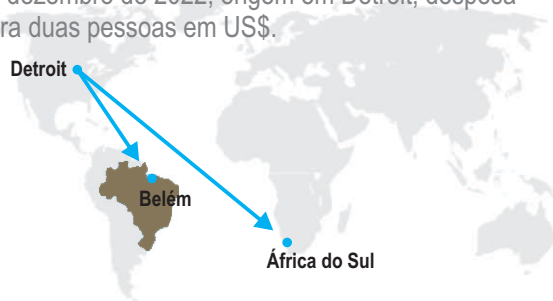 dezembro de 2022, origem em Detroit, despesa
ra duas pessoas em US$.
Detroit
Belém
África do Sul